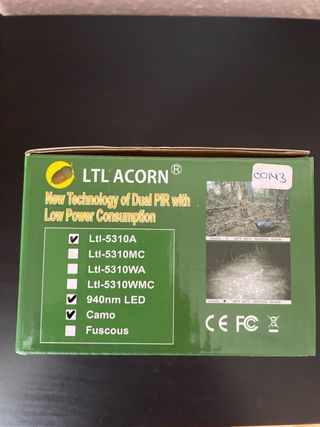 LTL ACORN®
CO143
New Technology of Dual PIR with
Low Power Consumption
Ltl-5310A
Ltl-5310MC
Ltl-5310WA
Ltl-5310WMC
940nm LED
Camo
Fuscous
CE FC